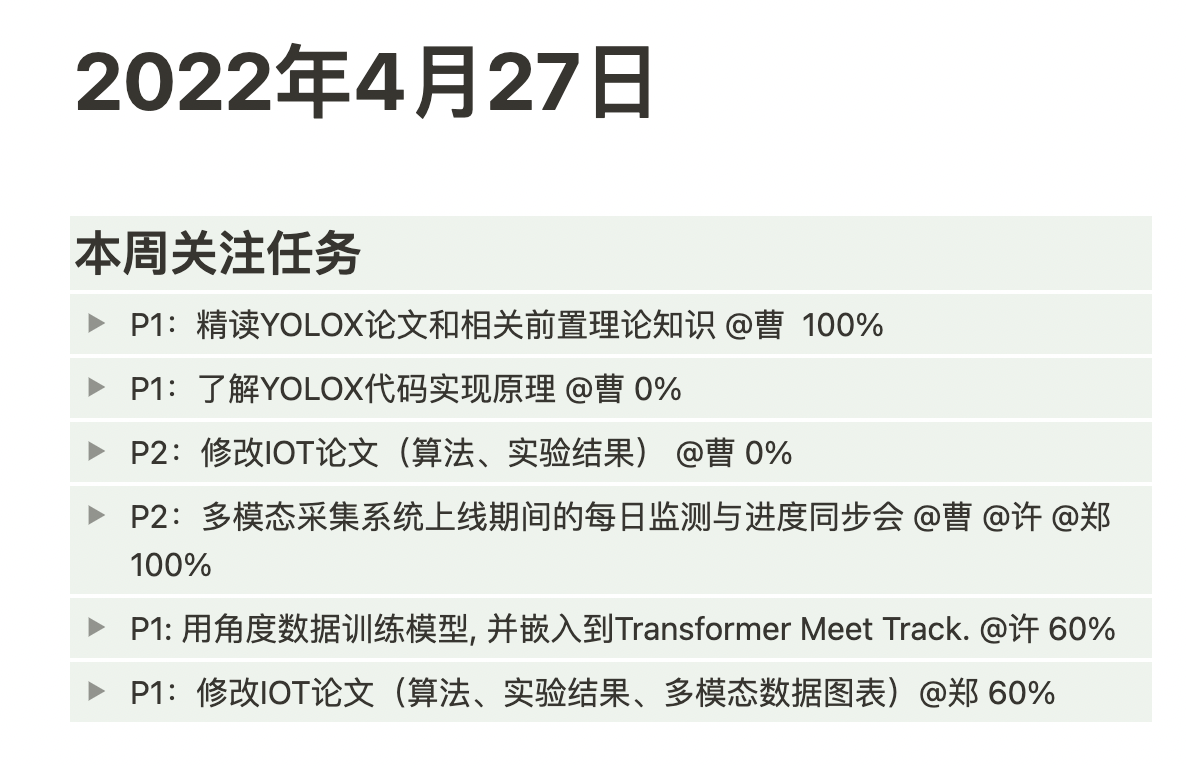 2022年4月27日
本周关注任务
P1：精读YOLOX论文和相关前置理论知识 @曹  100%
P1：了解YOLOX代码实现原理 @曹 0%
P2：修改IOT论文（算法、实验结果） @曹 0%
P2：多模态采集系统上线期间的每日监测与进度同步会 @曹 @许 @郑
100%
P1: 用角度数据训练模型, 并嵌入到Transformer Meet Track. @许 60%
P1：修改IOT论文（算法、实验结果、多模态数据图表）@郑 60%